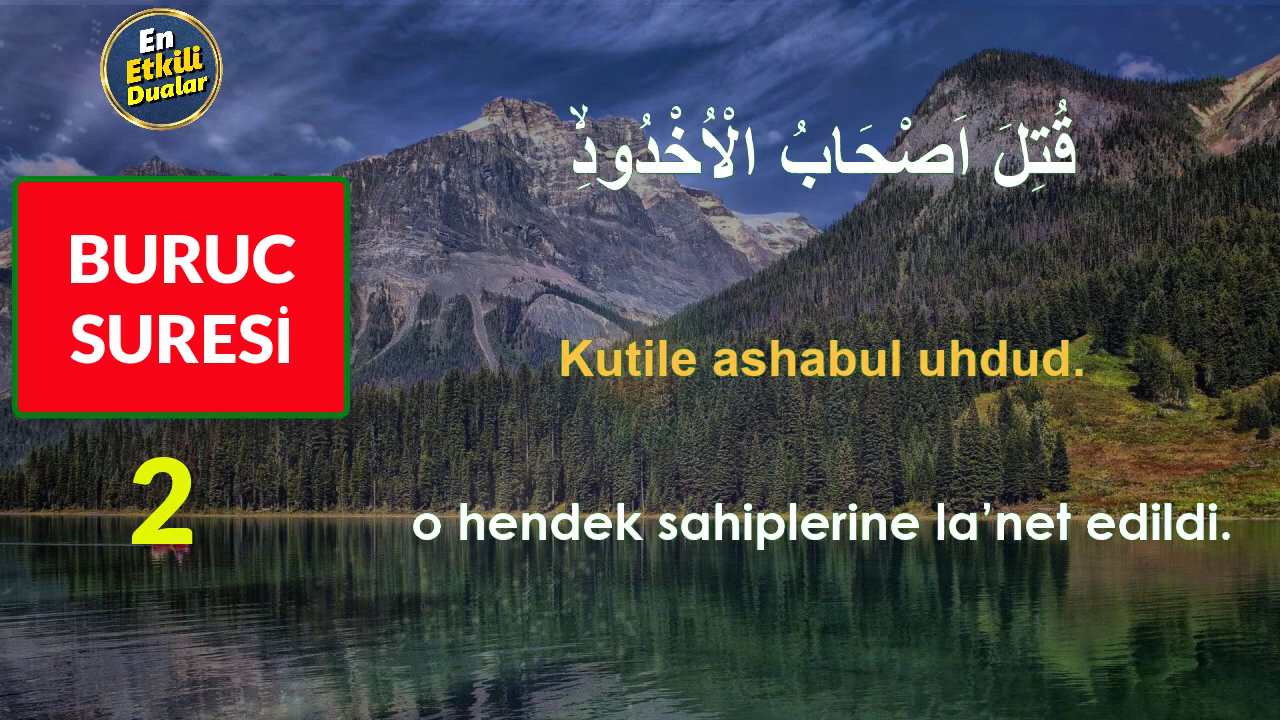 En
Etkili
Dualar
BURUC
SURESİ
2
قُتِلَ اَصْحَابُ الْاُخْدُودِۙ
Kutile ashabul uhdud.
o hendek sahiplerine la’net edildi.